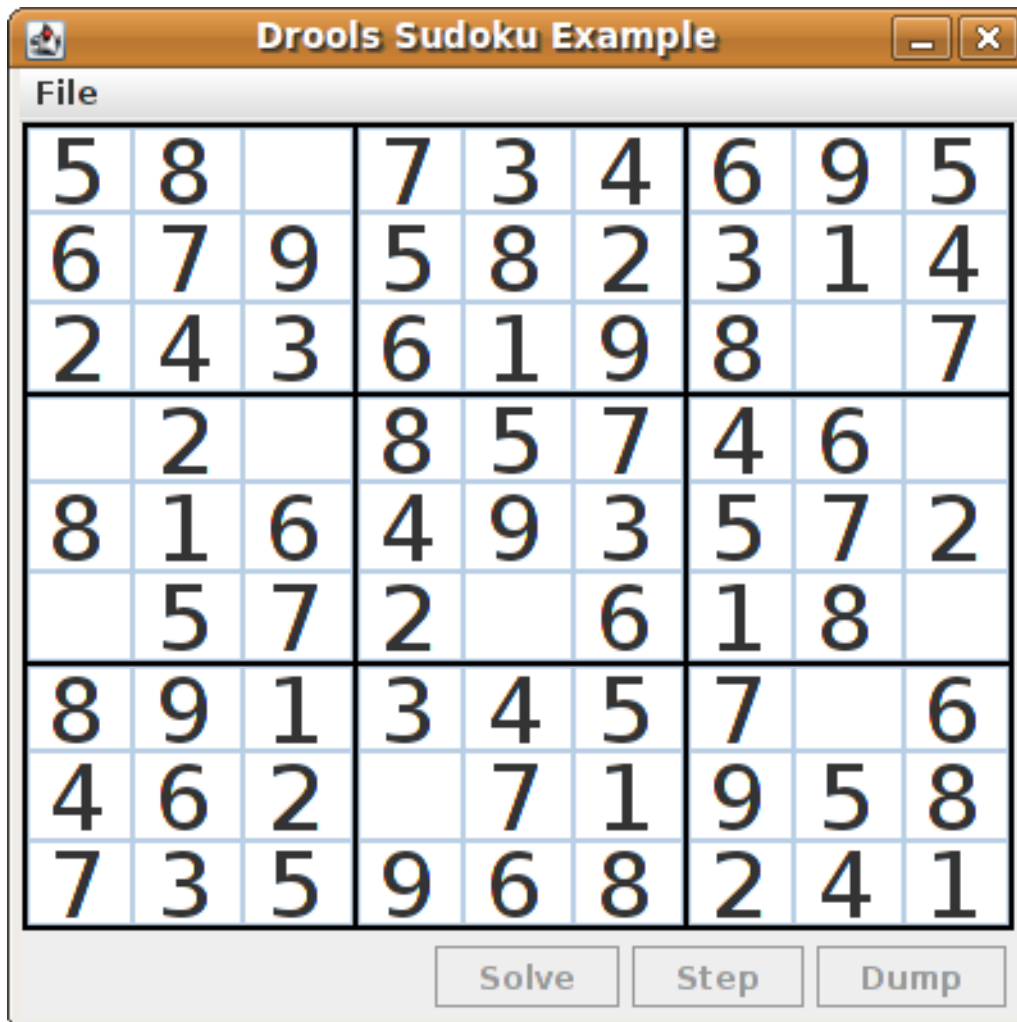 Drools Sudoku Example
File
5 8 7 3 4 6 9 5
6 7 9 5 8 2 3 1 4
2 4 3 6 1 9 8 7
2 8 5 7 4 6
8 1 6 4 9 3 5 7 2
5 7 2 6 1 8
8 9 1 3 4 5 7 6
4 6 2 7 1 9 5 8
7 3 5 9 6 8 2 4 1
Solve Step Dump